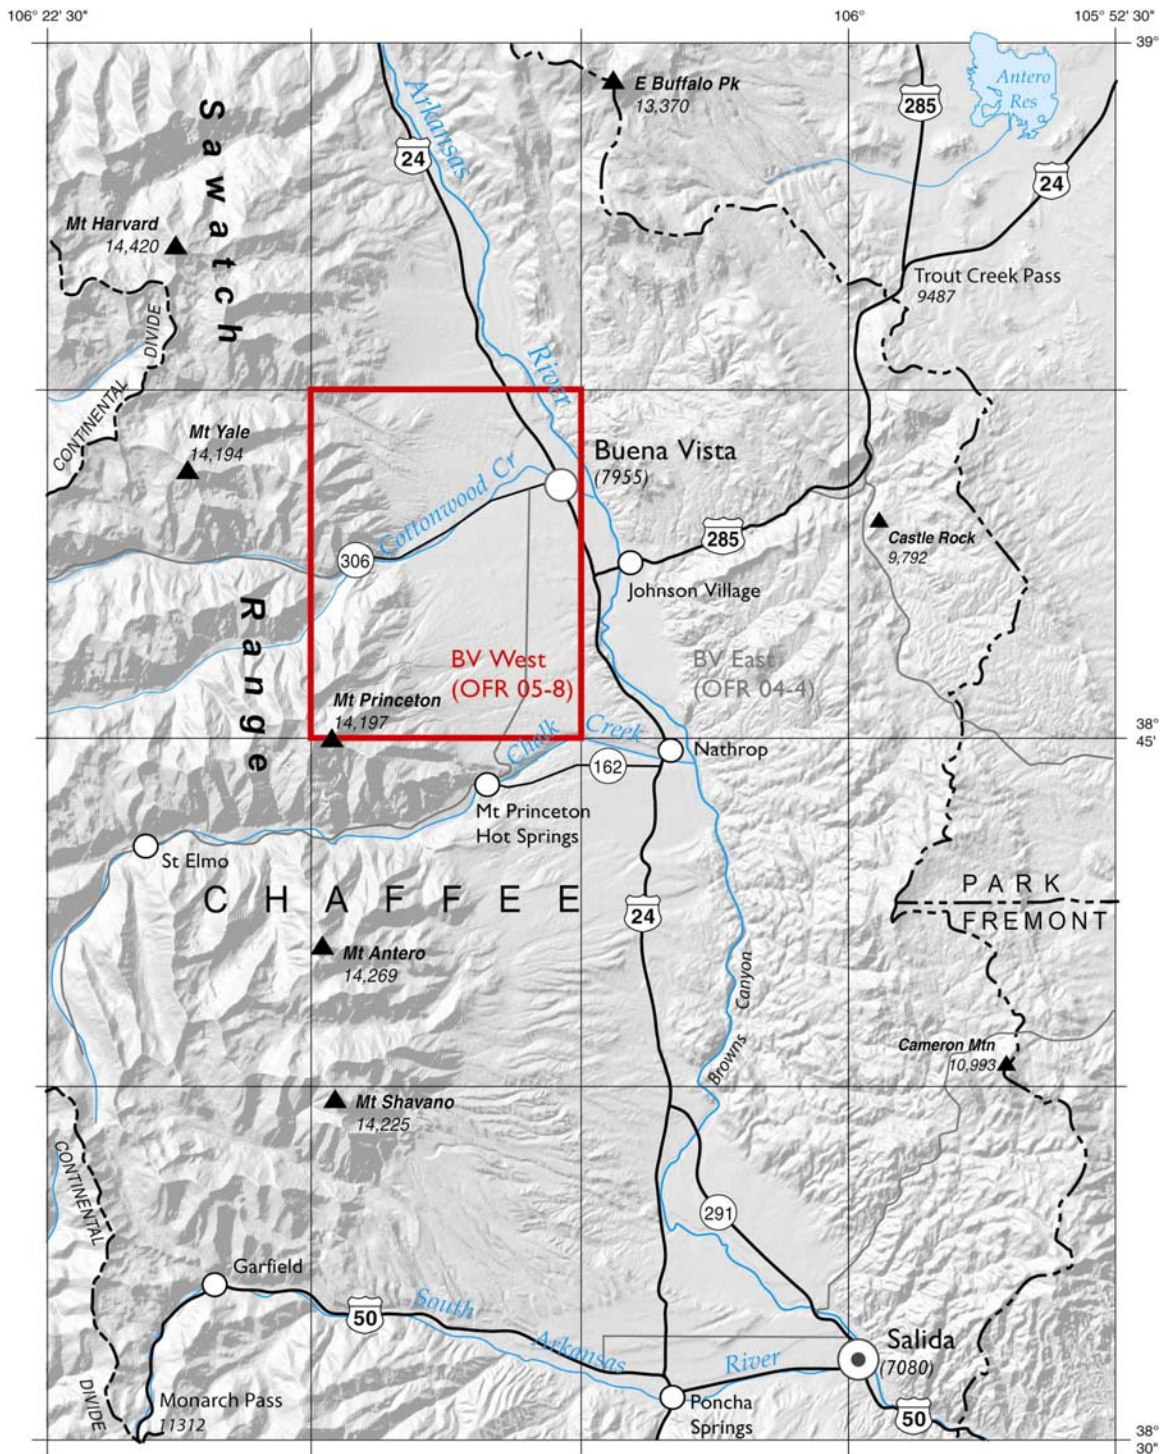 106° 22' 30"
106°
105° 52' 30"
39°
Sawatch
Arkansas
24
E Buffalo Pk
13,370
285
Antero
Res
24
Mt Harvard
14,420
Trout Creek Pass
9487
DIVIDE
CONTINENTAL
River
Mt Yale
14,194
Buena Vista
(7955)
Cottonwood Cr
306
285
Castle Rock
9,792
Johnson Village
Range
BV West
(OFR 05-8)
BV East
(OFR 04-4)
Mt Princeton
14,197
38°
45'
Chalk
Creek
Nathrop
162
Mt Princeton
Hot Springs
St Elmo
CHAFFEE
PARK
FREMONT
24
Mt Antero
14,269
Browns Canyon
Cameron Mtn
10,993
Mt Shavano
14,225
CONTINENTAL
291
Garfield
50
South
Arkansas
River
Salida
(7080)
DIVIDE
Monarch Pass
11312
Poncha
Springs
50
38°
30'